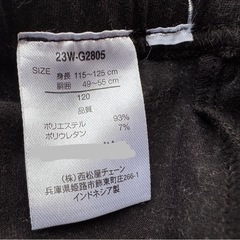 23W-G2805
SIZE 身長 115~125 cm
胴囲 49~55 cm
120
品質
ポリエステル 93%
ポリウレタン 7%
(株)西松屋チェーン
兵庫県姫路市飾東町庄266-1
インドネシア製